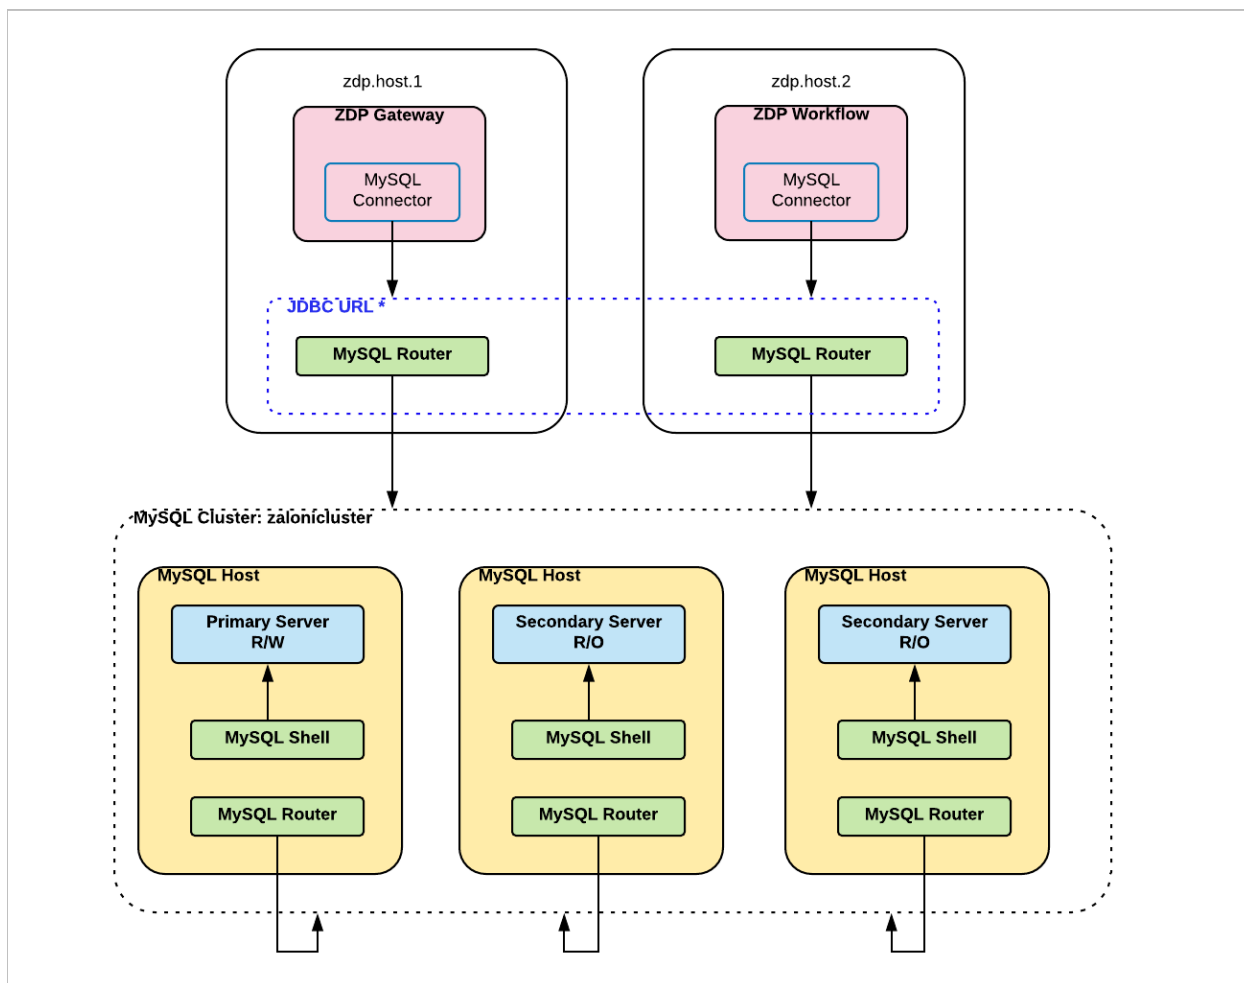 zdp.host.1
ZDP Gateway
MySQL
Connector
zdp.host.2
ZDP Workflow
MySQL
Connector
JDBC URL *
MySQL Router
MySQL Router
MySQL Cluster: zalonicluster
MySQL Host
Primary Server
R/W
MySQL Shell
MySQL Router
MySQL Host
Secondary Server
R/O
MySQL Shell
MySQL Router
MySQL Host
Secondary Server
R/O
MySQL Shell
MySQL Router